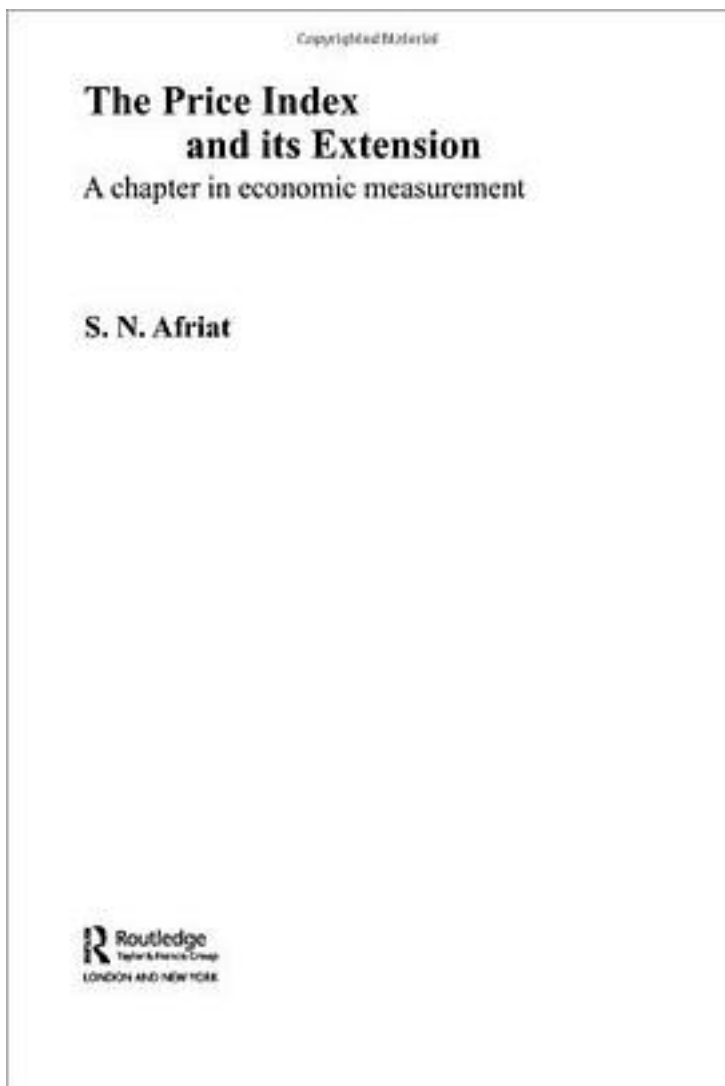 Copyrighted Material
The Price Index
and its Extension
A chapter in economic measurement
S. N. Afriat
Routledge
Taylor & Francis Group
LONDON AND NEW YORK